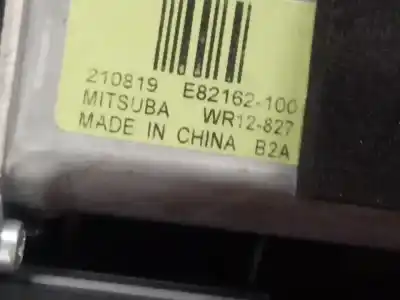 210819 E82162-100
MITSUBA WR12-827
MADE IN CHINA B2A